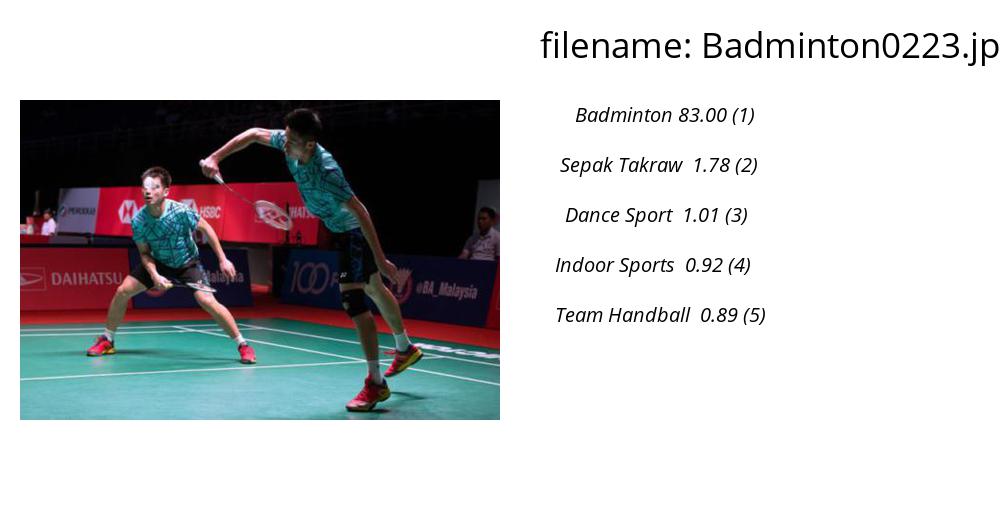 filename: Badminton0223.jp
Badminton 83.00 (1)
Sepak Takraw 1.78 (2)
Dance Sport 1.01 (3)
Indoor Sports 0.92 (4)
Team Handball 0.89 (5)
PERODUA
HSBC
DAIHATSU
100
@BA_Malaysia